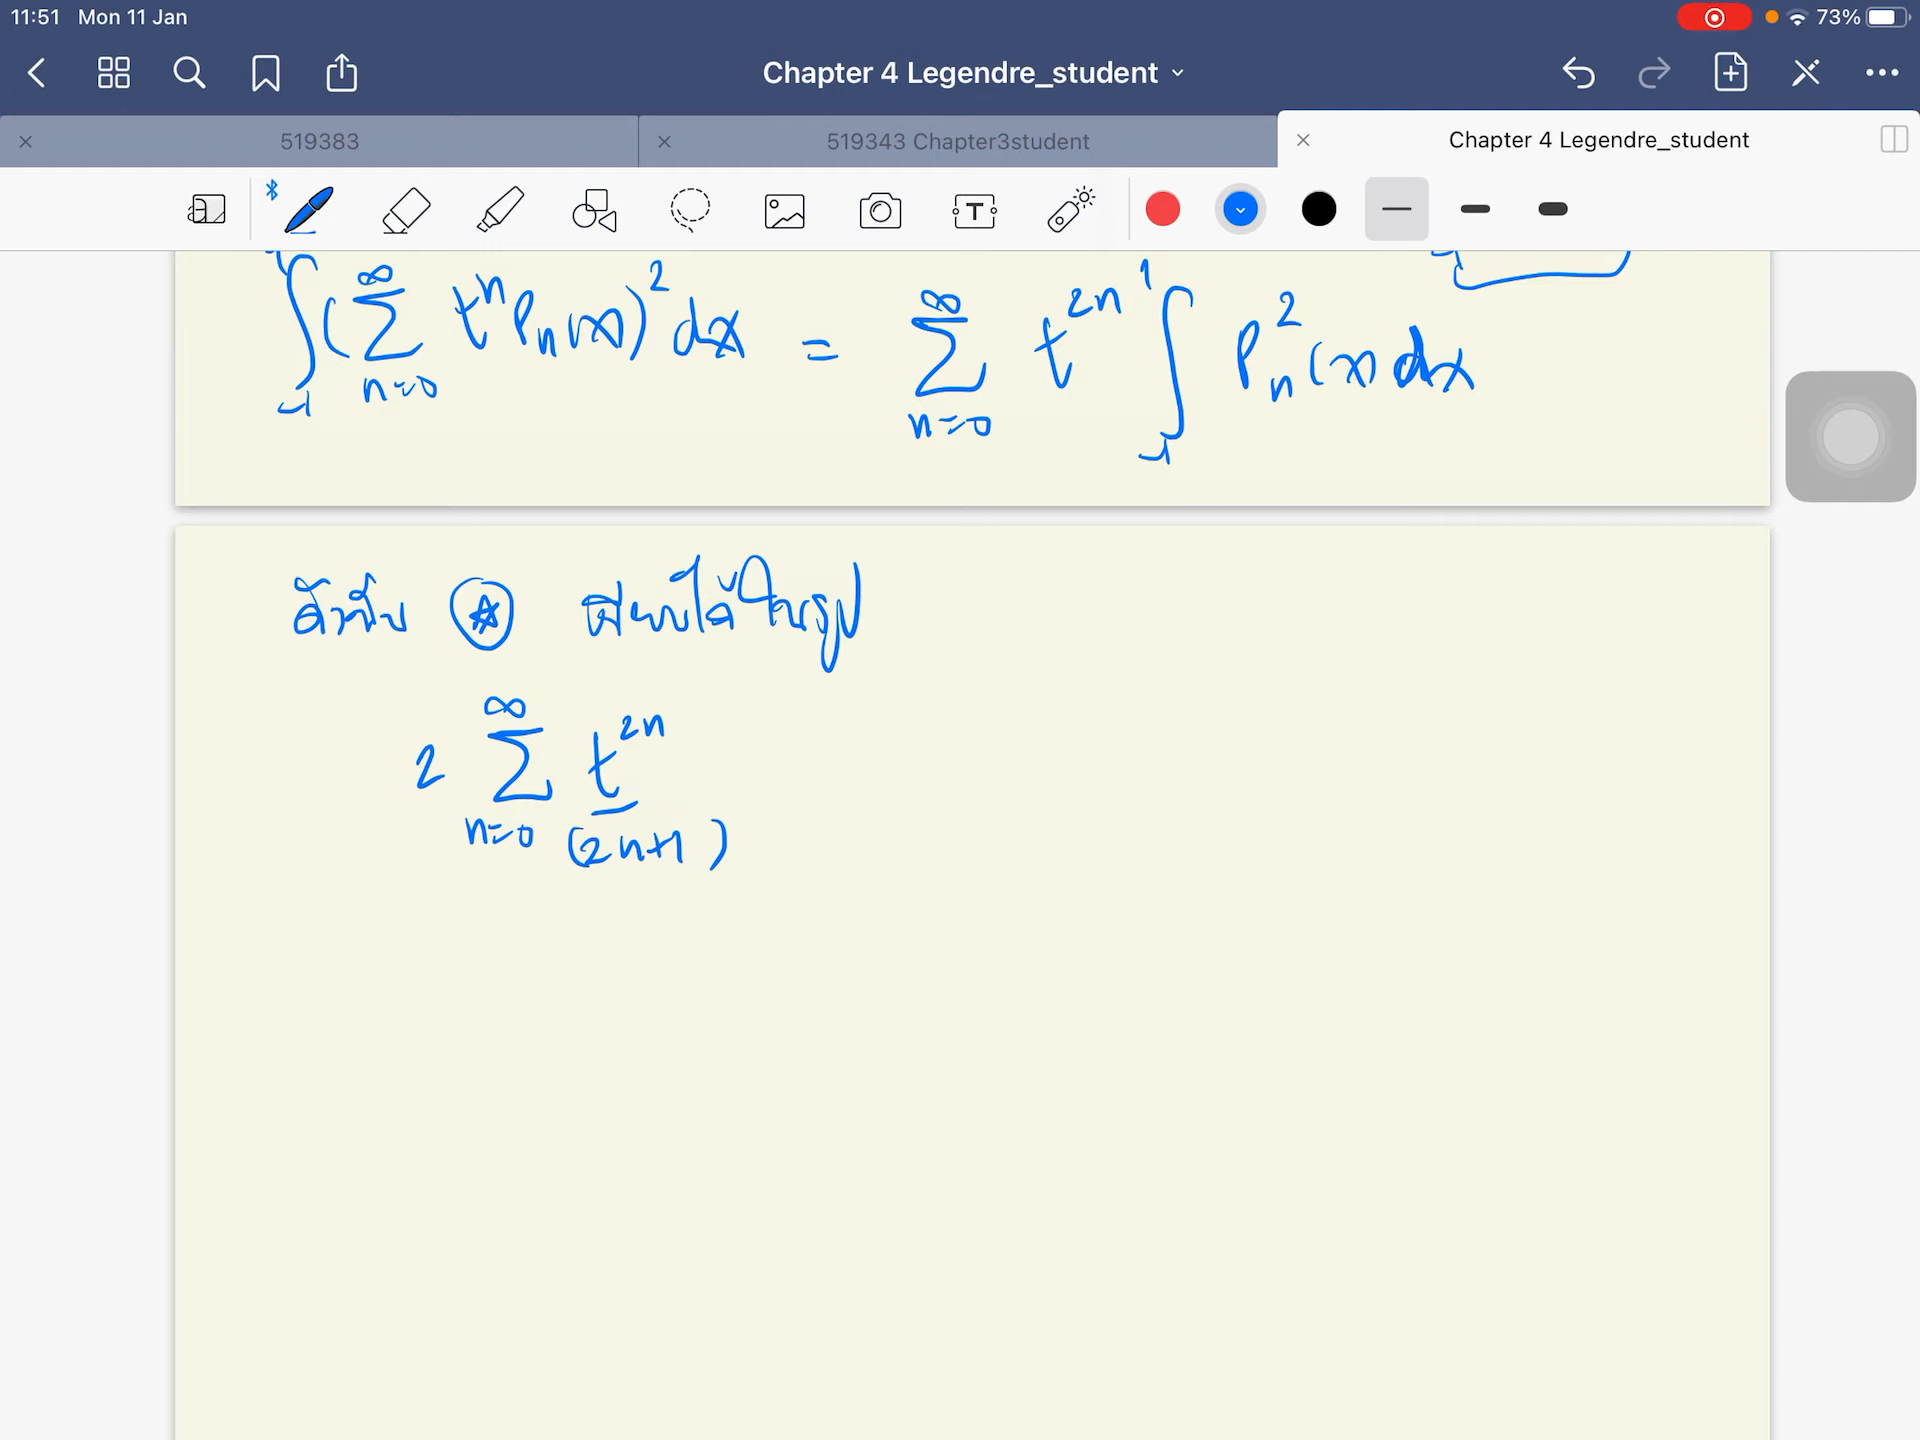 11:51 Mon 11 Jan 73%
Chapter 4 Legendre_student
519383 519343 Chapter3student Chapter 4 Legendre_student
∫_{-1} (∑_{n=0}^{∞} t^n P_n(x))^2 dx = ∑_{n=0}^{∞} t^{2n} ∫_{-1}^{1} P_n^2(x) dx
ดังนั้น ☆ เขียนได้ในรูป
2 ∑_{n=0}^{∞} t^{2n}/(2n+1)